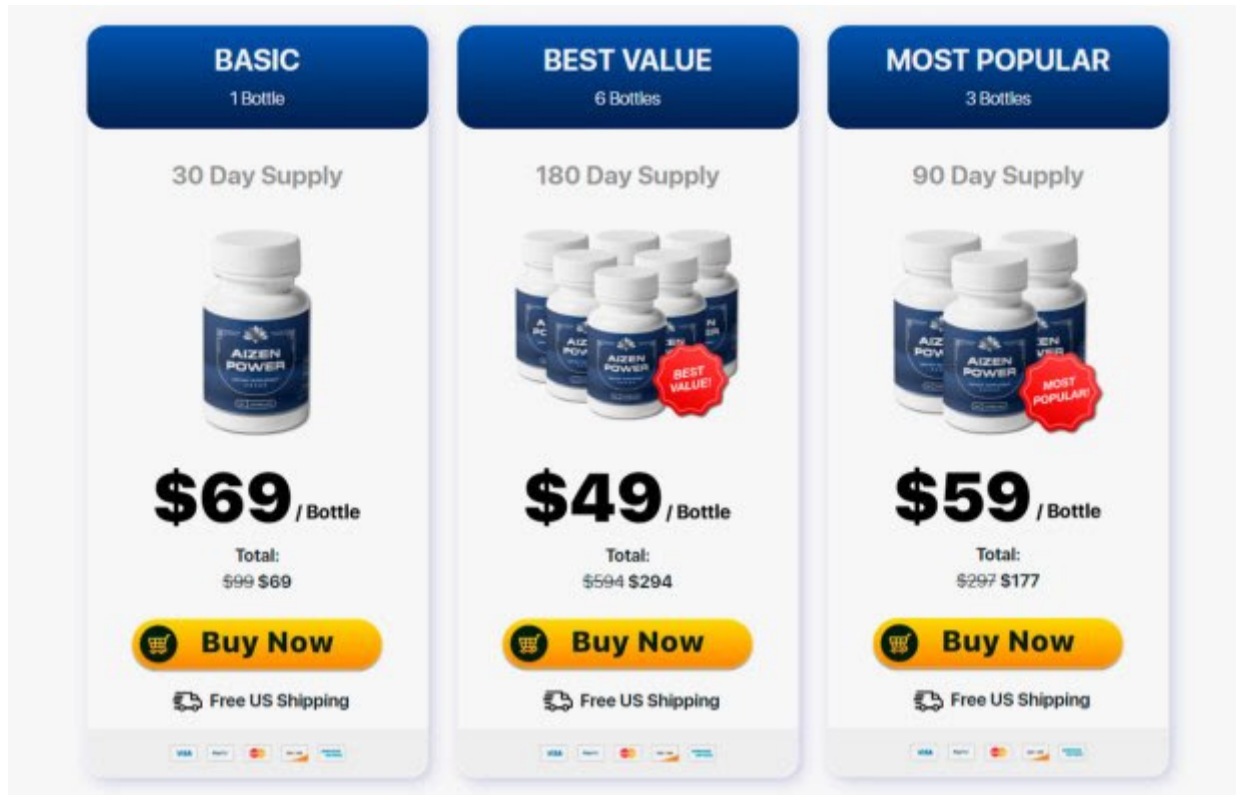 BASIC
1 Bottle
30 Day Supply
AIZEN
POWER
$69 / Bottle
Total:
$99 $69
Buy Now
Free US Shipping
VISA
BEST VALUE
6 Bottles
180 Day Supply
AIZEN
POWER
BEST
VALUE!
$49 / Bottle
Total:
$594 $294
Buy Now
Free US Shipping
VISA
MOST POPULAR
3 Bottles
90 Day Supply
AIZEN
POWER
MOST
POPULAR!
$59 / Bottle
Total:
$297 $177
Buy Now
Free US Shipping
VISA